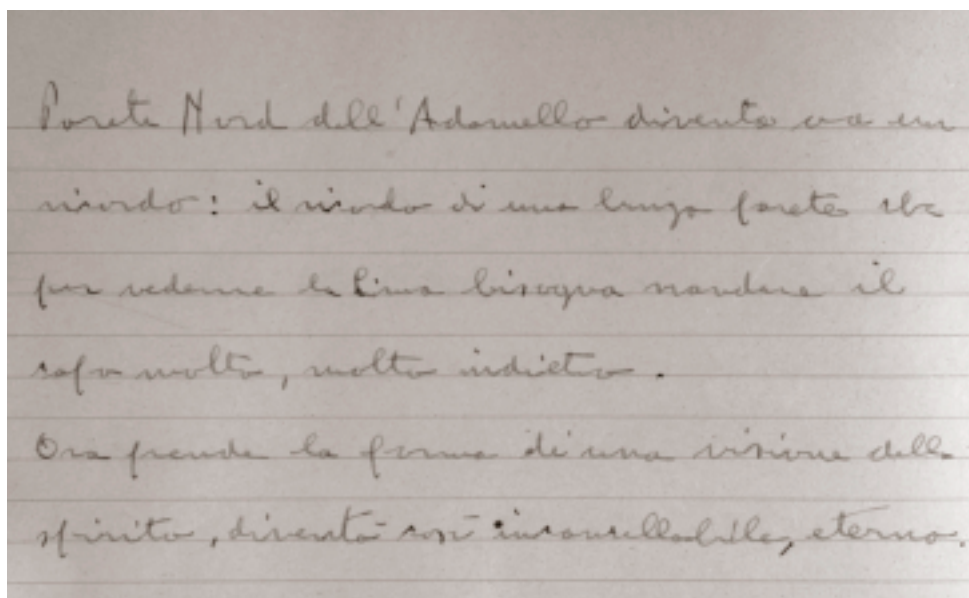 Parete Nord dell'Adamello diventa ora un
ricordo: il ricordo di una lunga parete che
per vederne la Cima bisogna mandare il
capo molto, molto indietro.
Ora prende la forma di una visione dello
spirito, diventa così incancellabile, eterno.